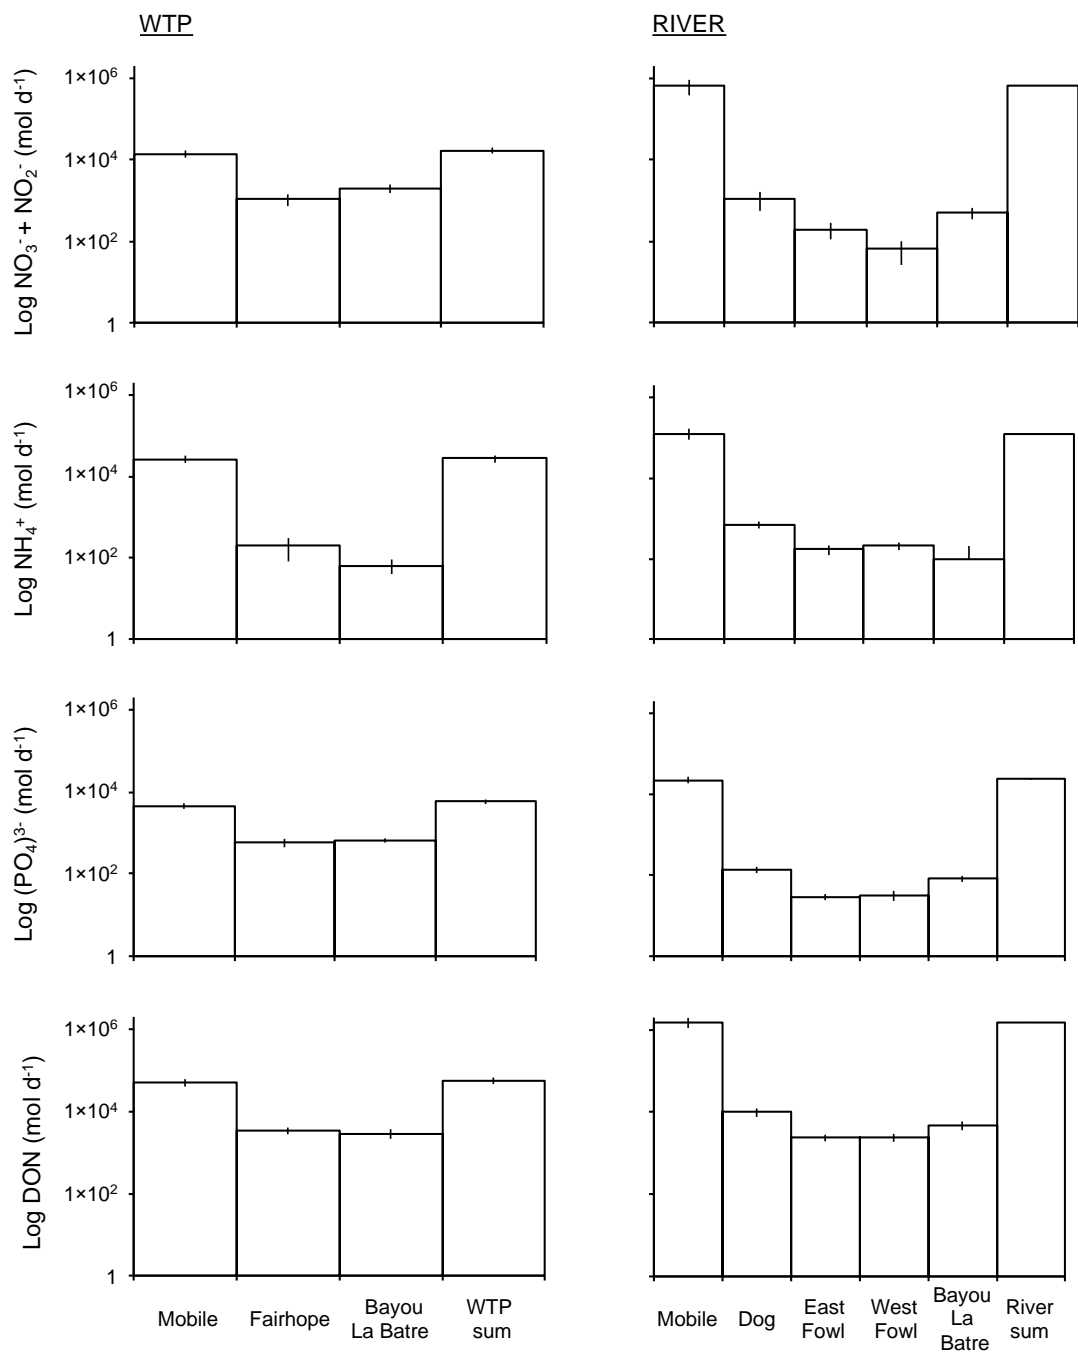 WTP
RIVER
Log NO₃⁻ + NO₂⁻ (mol d⁻¹)
1×10⁶
1×10⁴
1×10²
1
Log NH₄⁺ (mol d⁻¹)
1×10⁶
1×10⁴
1×10²
1
Log (PO₄)³⁻ (mol d⁻¹)
1×10⁶
1×10⁴
1×10²
1
Log DON (mol d⁻¹)
1×10⁶
1×10⁴
1×10²
1
Mobile
Fairhope
Bayou
La Batre
WTP
sum
Mobile
Dog
East
Fowl
West
Fowl
Bayou
La
Batre
River
sum